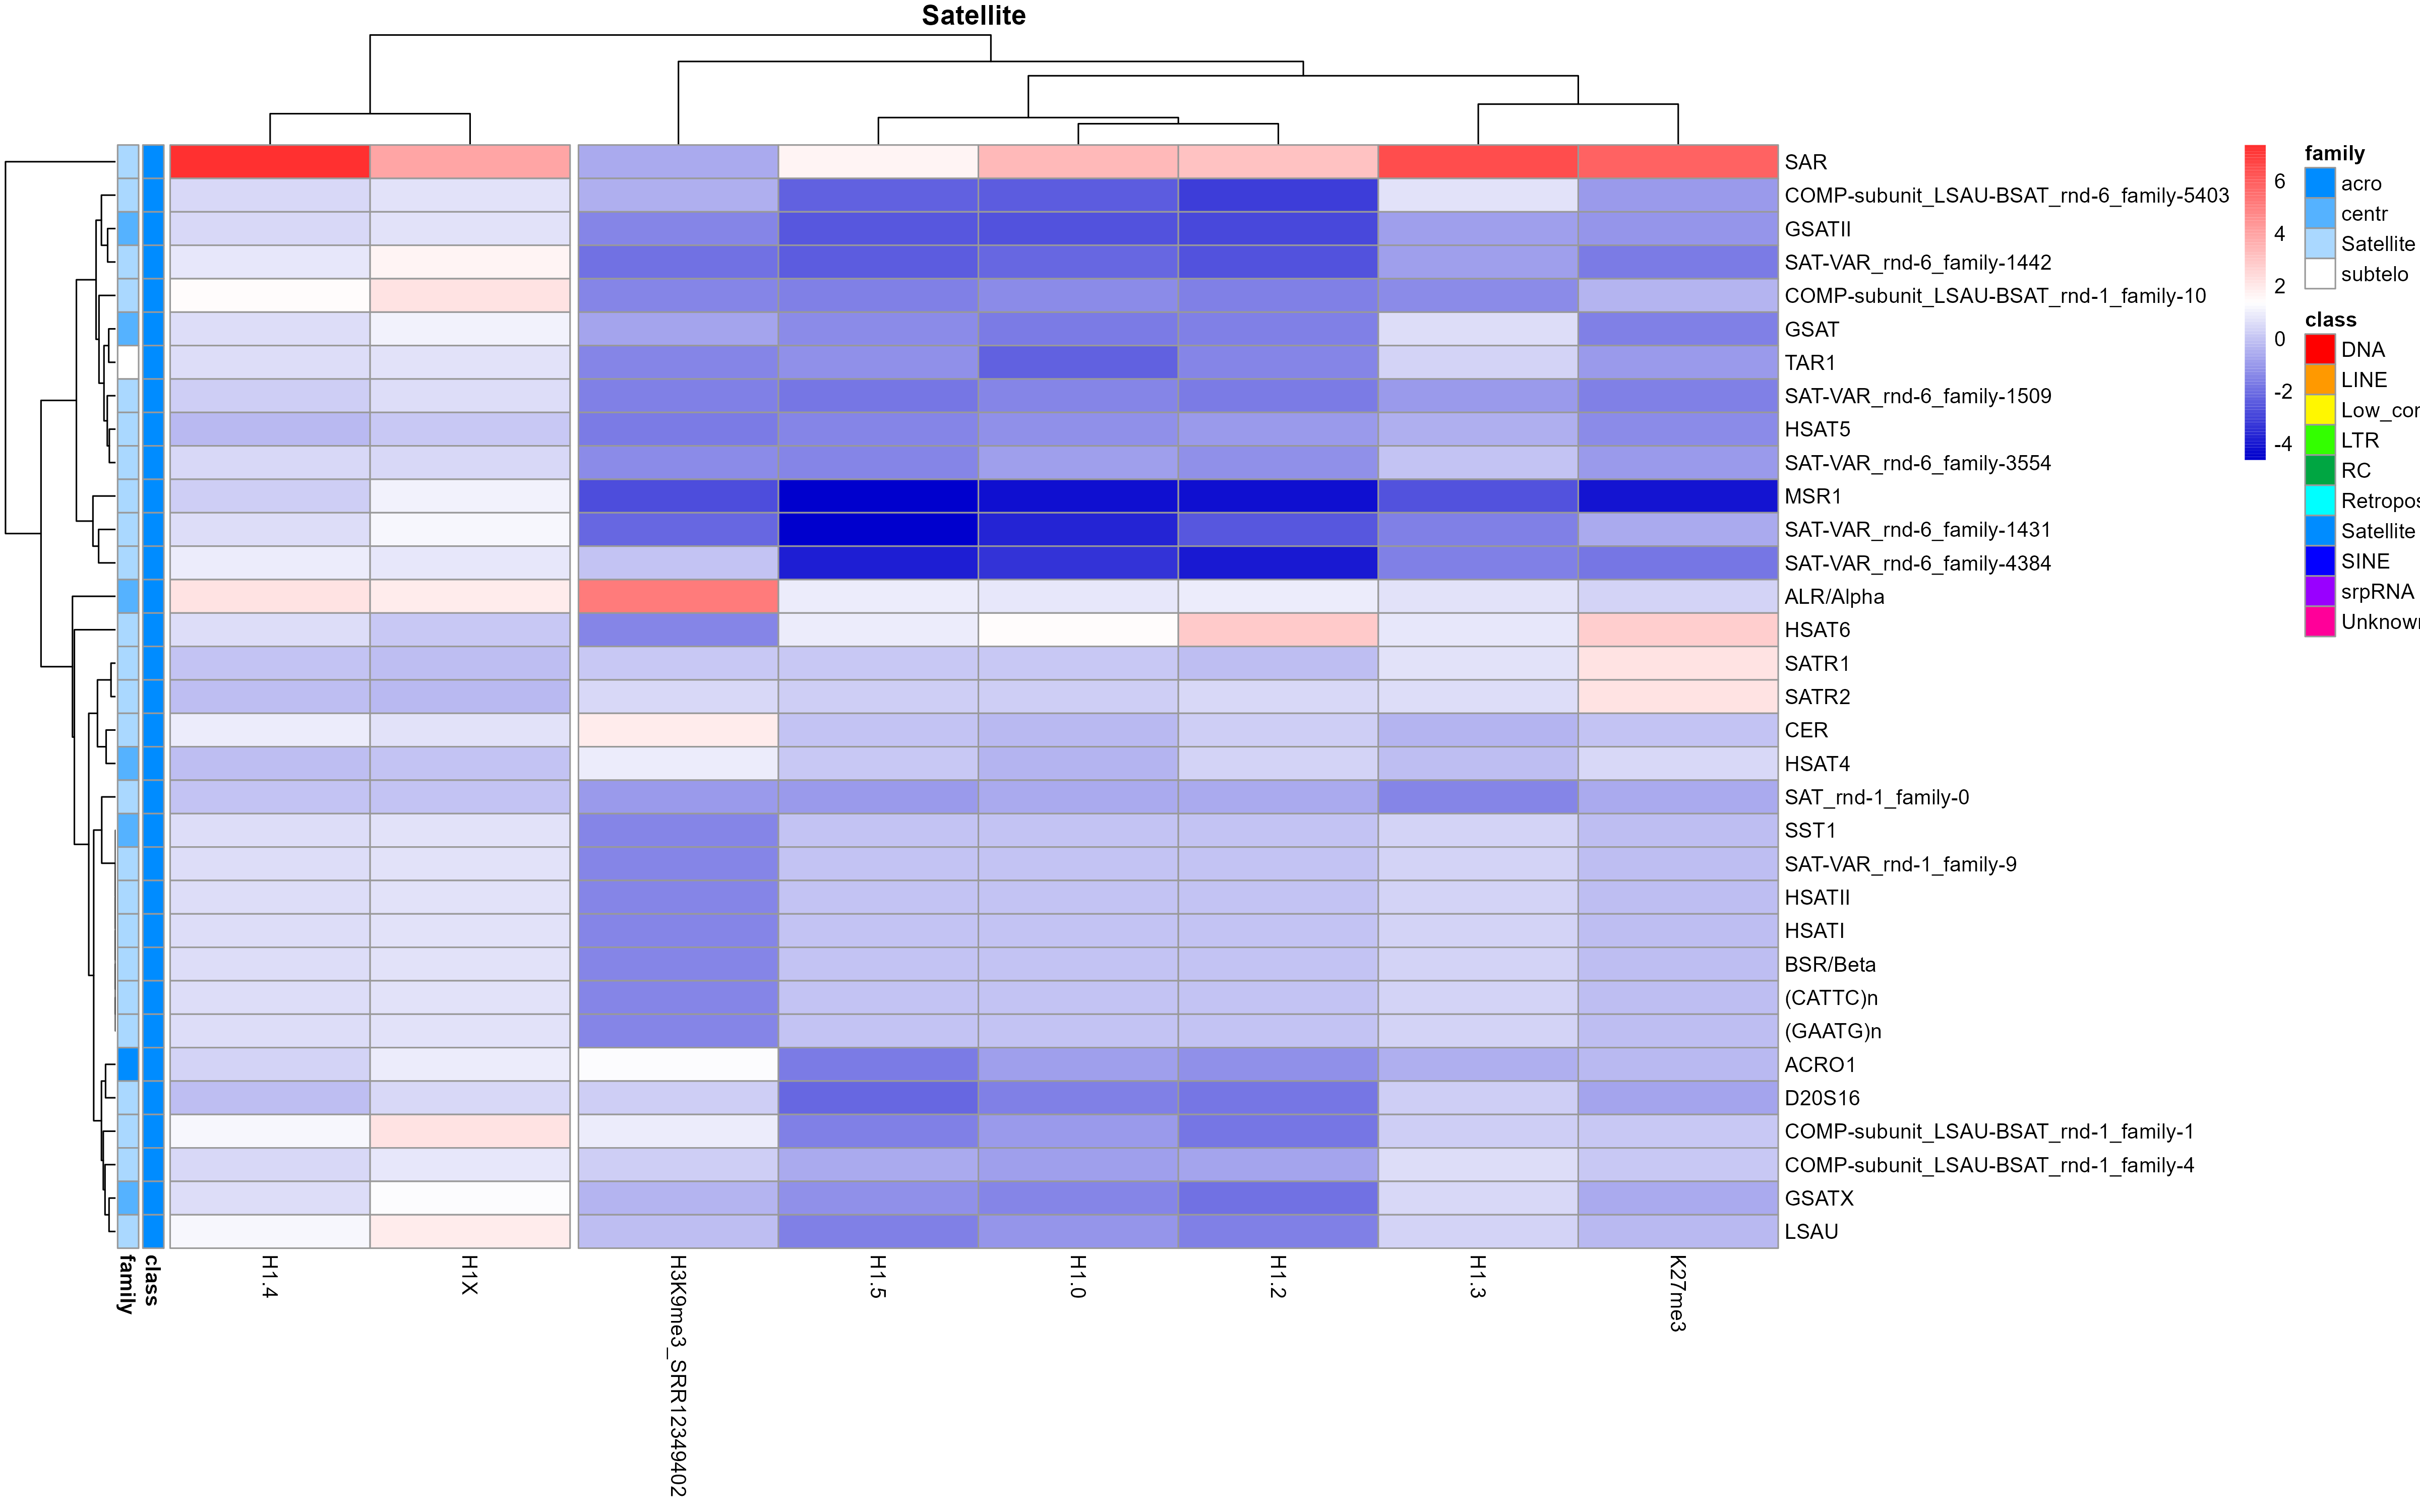 Satellite
SAR
COMP-subunit_LSAU-BSAT_rnd-6_family-5403
GSATII
SAT-VAR_rnd-6_family-1442
COMP-subunit_LSAU-BSAT_rnd-1_family-10
GSAT
TAR1
SAT-VAR_rnd-6_family-1509
HSAT5
SAT-VAR_rnd-6_family-3554
MSR1
SAT-VAR_rnd-6_family-1431
SAT-VAR_rnd-6_family-4384
ALR/Alpha
HSAT6
SATR1
SATR2
CER
HSAT4
SAT_rnd-1_family-0
SST1
SAT-VAR_rnd-1_family-9
HSATII
HSATI
BSR/Beta
(CATTC)n
(GAATG)n
ACRO1
D20S16
COMP-subunit_LSAU-BSAT_rnd-1_family-1
COMP-subunit_LSAU-BSAT_rnd-1_family-4
GSATX
LSAU
family
class
H1.4
H1X
H3K9me3_SRR12349402
H1.5
H1.0
H1.2
H1.3
K27me3
6
4
2
0
-2
-4
family
acro
centr
Satellite
subtelo
class
DNA
LINE
Low_cor
LTR
RC
Retropos
Satellite
SINE
srpRNA
Unknown